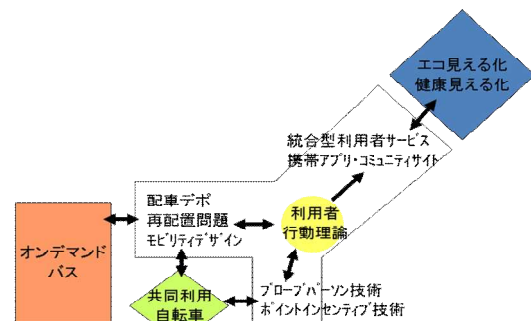 エコ見える化
健康見える化
統合型利用者サービス
携帯アプリ・コミュニティサイト
配車デポ
再配置問題
モビリティデザイン
利用者
行動理論
オンデマンド
バス
共同利用
自転車
プローブパーソン技術
ポイントインセンティブ技術